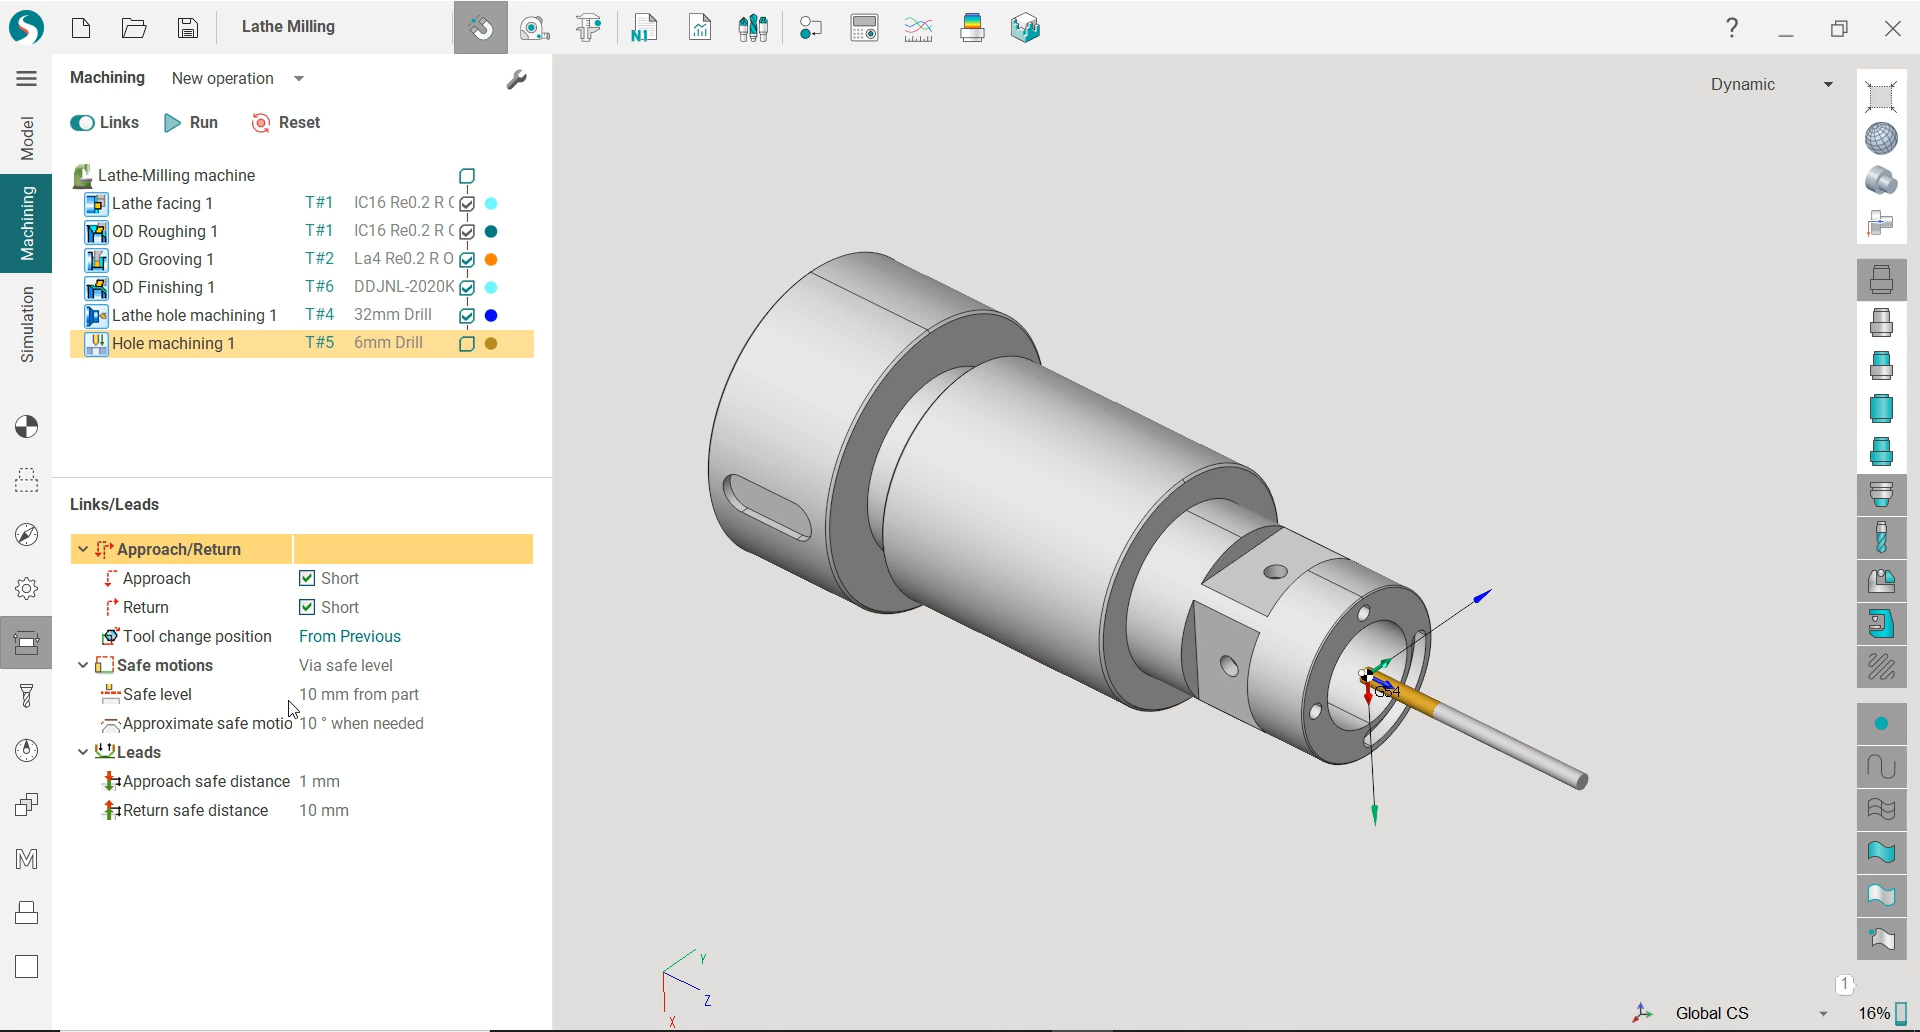 Lathe Milling
N1
?
Machining New operation
Dynamic
Links Run Reset
Model
Machining
Simulation
Lathe-Milling machine
Lathe facing 1 T#1 IC16 Re0.2 R
OD Roughing 1 T#1 IC16 Re0.2 R
OD Grooving 1 T#2 La4 Re0.2 R O
OD Finishing 1 T#6 DDJNL-2020K
Lathe hole machining 1 T#4 32mm Drill
Hole machining 1 T#5 6mm Drill
Links/Leads
Approach/Return
Approach Short
Return Short
Tool change position From Previous
Safe motions Via safe level
Safe level 10 mm from part
Approximate safe motio 10 ° when needed
Leads
Approach safe distance 1 mm
Return safe distance 10 mm
M
G54
Y
Z
X
1
Global CS 16%